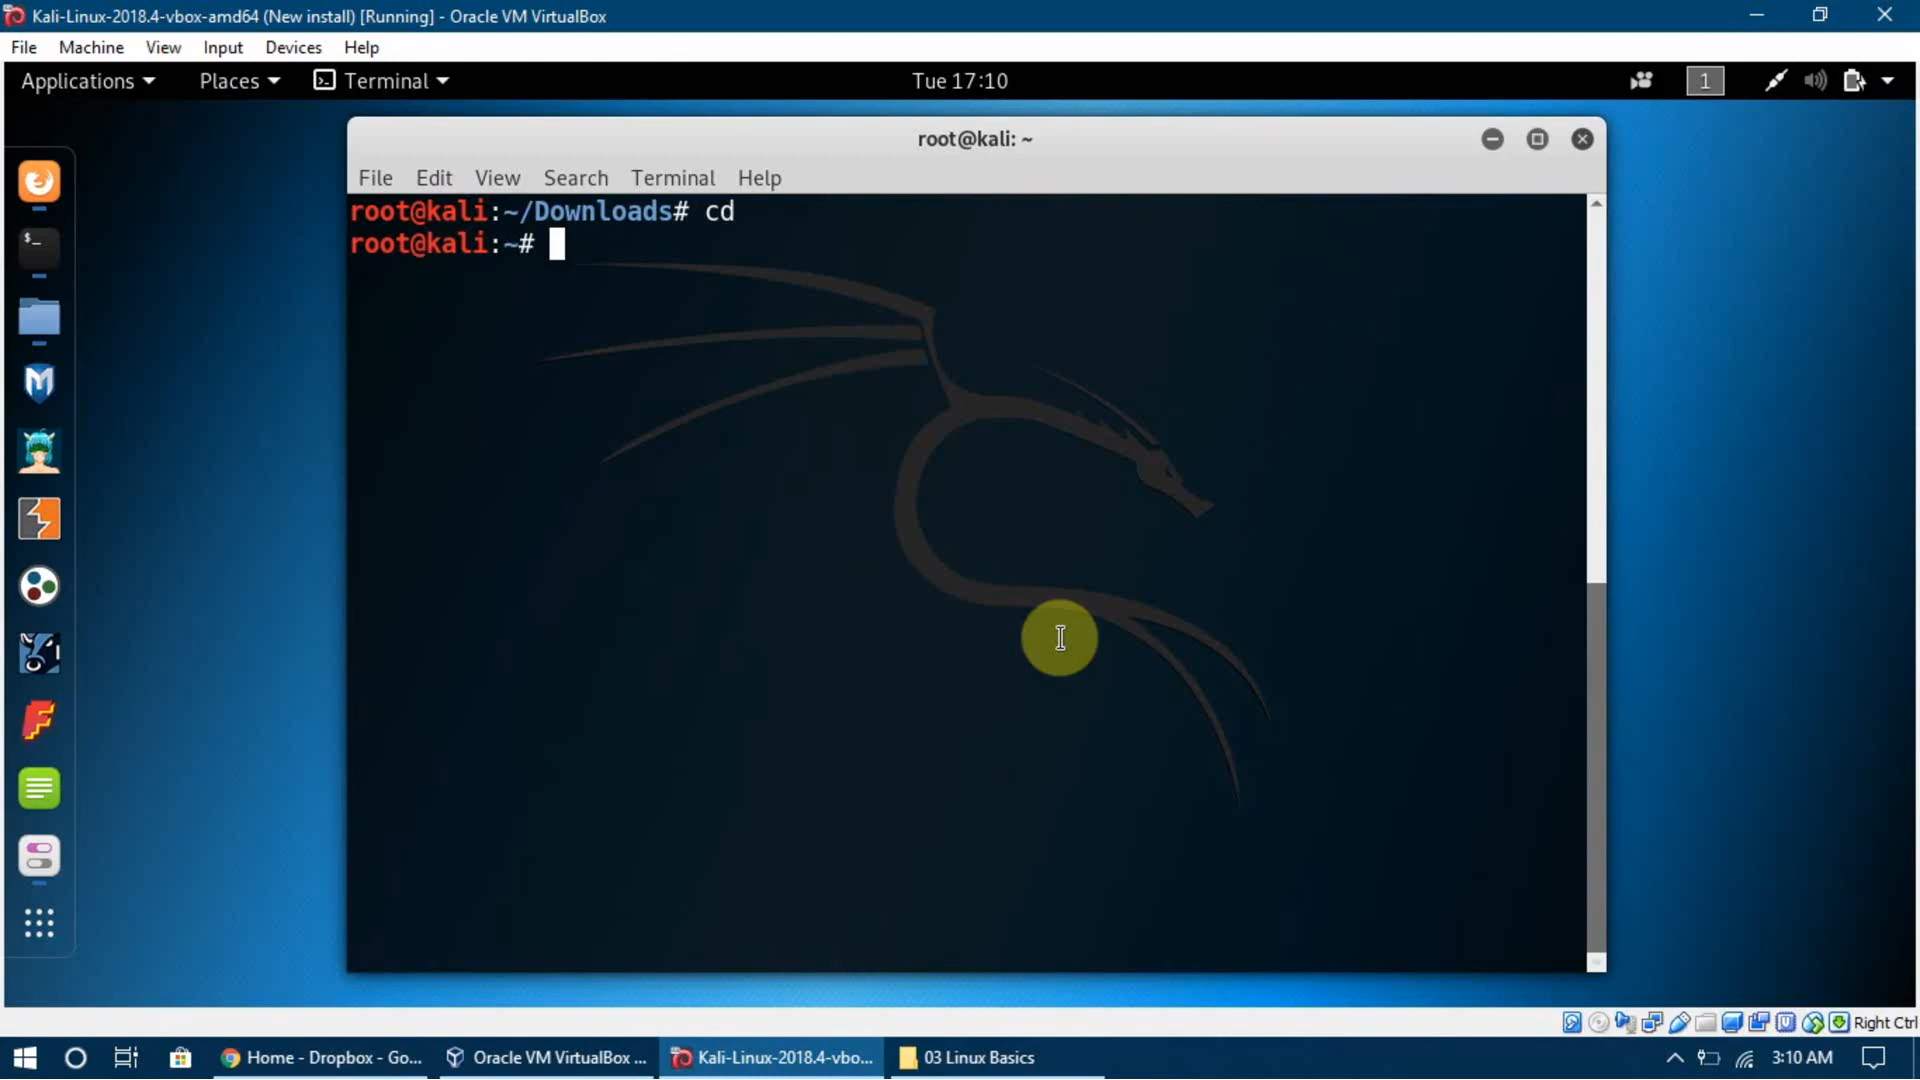 Kali-Linux-2018.4-vbox-amd64 (New install) [Running] - Oracle VM VirtualBox
File Machine View Input Devices Help
Applications Places Terminal Tue 17:10 1
root@kali: ~
File Edit View Search Terminal Help
root@kali:~/Downloads# cd
root@kali:~#
$_
Right Ctrl
Home - Dropbox - Go... Oracle VM VirtualBox ... Kali-Linux-2018.4-vbo... 03 Linux Basics 3:10 AM